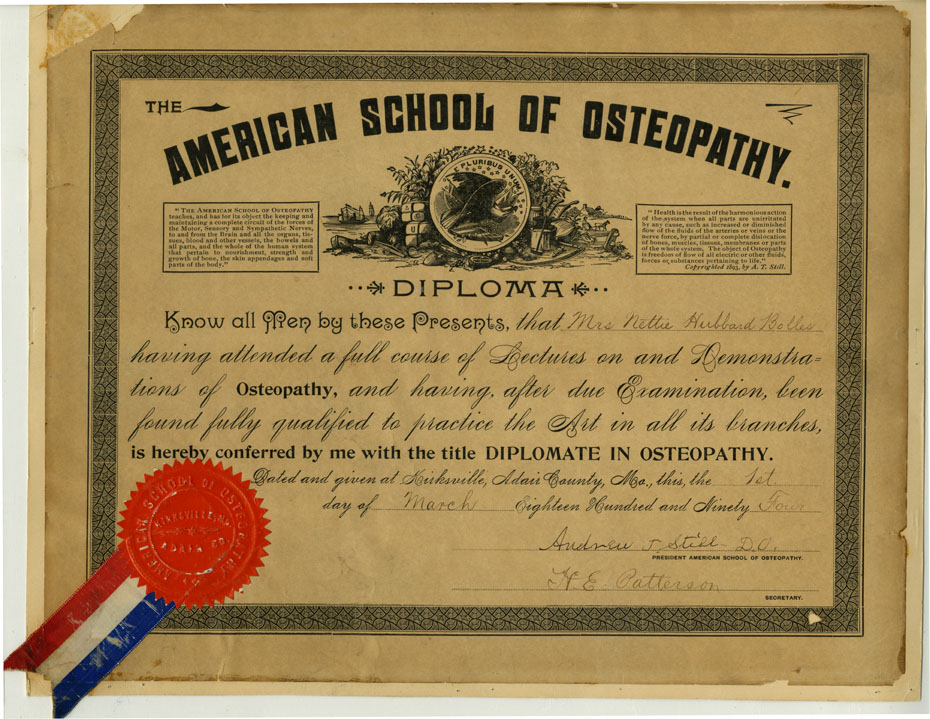 THE
AMERICAN SCHOOL OF OSTEOPATHY.
E PLURIBUS UNUM
"THE AMERICAN SCHOOL OF OSTEOPATHY
teaches, and has for its object the keeping and
maintaining a complete circuit of the forces of
the Motor, Sensory and Sympathetic Nerves,
to and from the Brain and all the organs, tis-
sues, blood and other vessels, the bowels and
all parts, and the whole of the human system
that pertain to nourishment, strength and
growth of bone, the skin appendages and soft
parts of the body."
"Health is the result of the harmonious action
of the system when all parts are unirritated
by any cause, such as increased or diminished
flow of the fluids of the arteries or veins or the
nerve force, by partial or complete dislocation
of bones, muscles, tissues, membranes or parts
of the whole system. The object of Osteopathy
is freedom of flow of all electric or other fluids,
forces or substances pertaining to life."
Copyrighted 1893, by A. T. Still.
DIPLOMA
Know all Men by these Presents, that Mrs Nettie Hubbard Bolles
having attended a full course of Lectures on and Demonstra=
tions of Osteopathy, and having, after due Examination, been
found fully qualified to practice the Art in all its branches,
is hereby conferred by me with the title DIPLOMATE IN OSTEOPATHY.
Dated and given at Kirksville, Adair County, Mo., this, the 1st.
day of March Eighteen Hundred and Ninety Four
Andrew T. Still D.O.
PRESIDENT AMERICAN SCHOOL OF OSTEOPATHY.
H. E. Patterson
SECRETARY.
AMERICAN SCHOOL OF OSTEOPATHY
KIRKSVILLE, MO.
ADAIR CO.